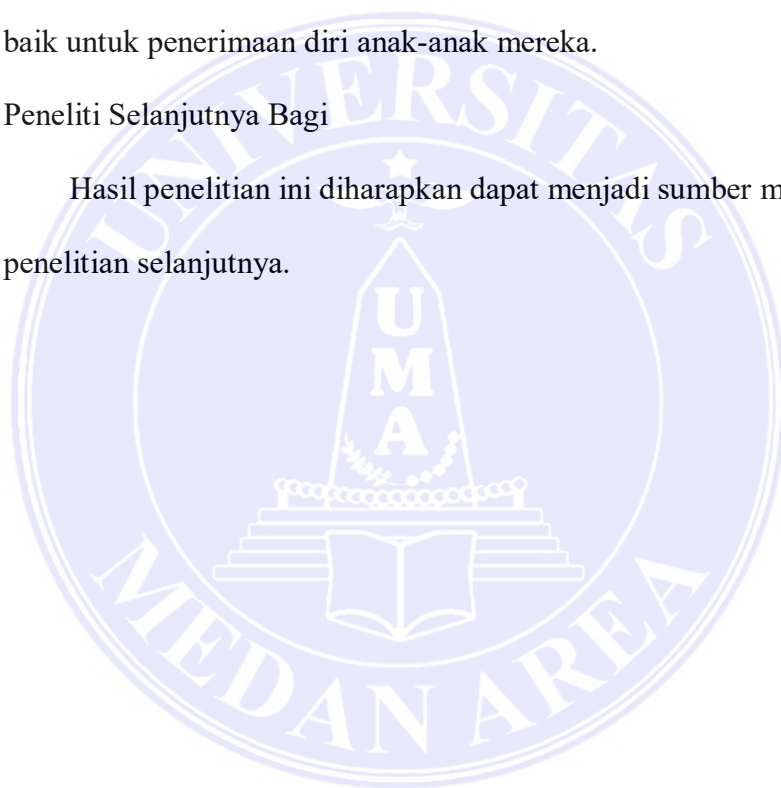 baik untuk penerimaan diri anak-anak mereka.
Peneliti Selanjutnya Bagi
Hasil penelitian ini diharapkan dapat menjadi sumber
penelitian selanjutnya.
UNIVERSITAS
UMA
MEDAN AREA